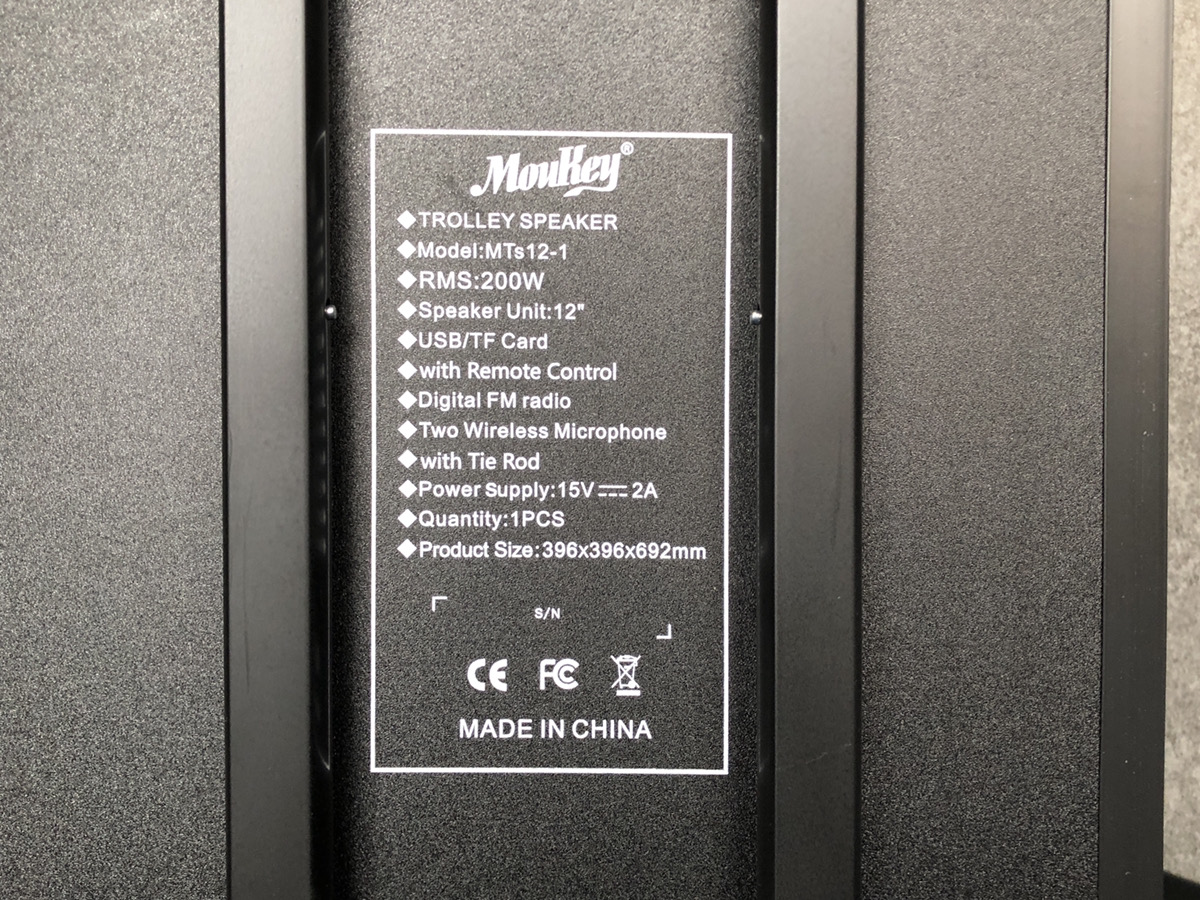 MouKey®
◆TROLLEY SPEAKER
◆Model:MTs12-1
◆RMS:200W
◆Speaker Unit:12"
◆USB/TF Card
◆with Remote Control
◆Digital FM radio
◆Two Wireless Microphone
◆with Tie Rod
◆Power Supply:15V⎓2A
◆Quantity:1PCS
◆Product Size:396x396x692mm
S/N
CE FC
MADE IN CHINA